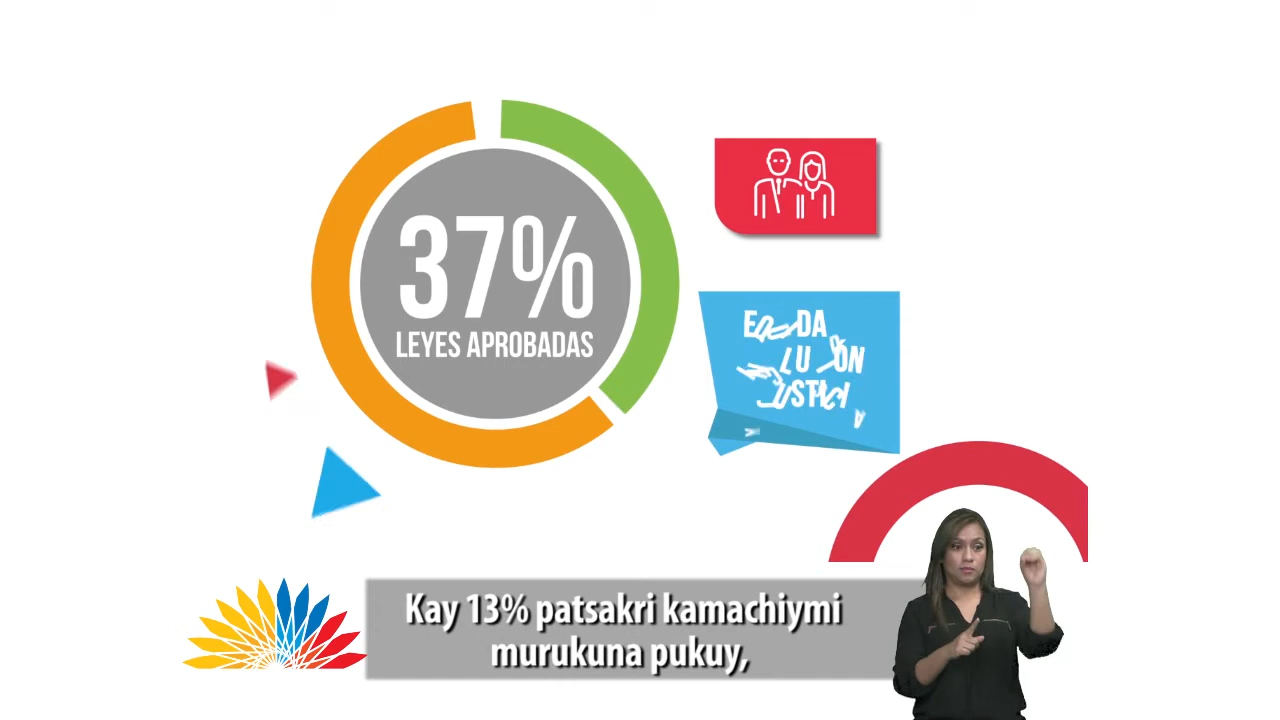 37%
LEYES APROBADAS
Kay 13% patsakri kamachiymi
murukuna pukuy,